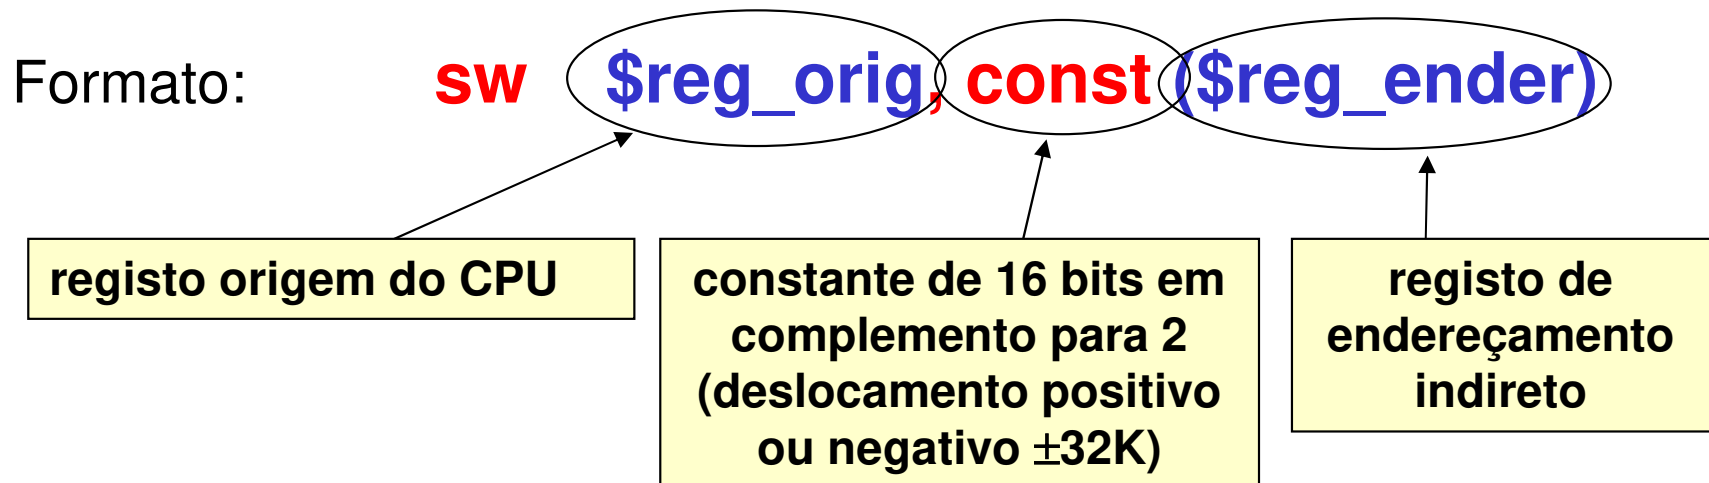 Formato: sw $reg_orig, const ($reg_ender)
registo origem do CPU
constante de 16 bits em
complemento para 2
(deslocamento positivo
ou negativo ±32K)
registo de
endereçamento
indireto